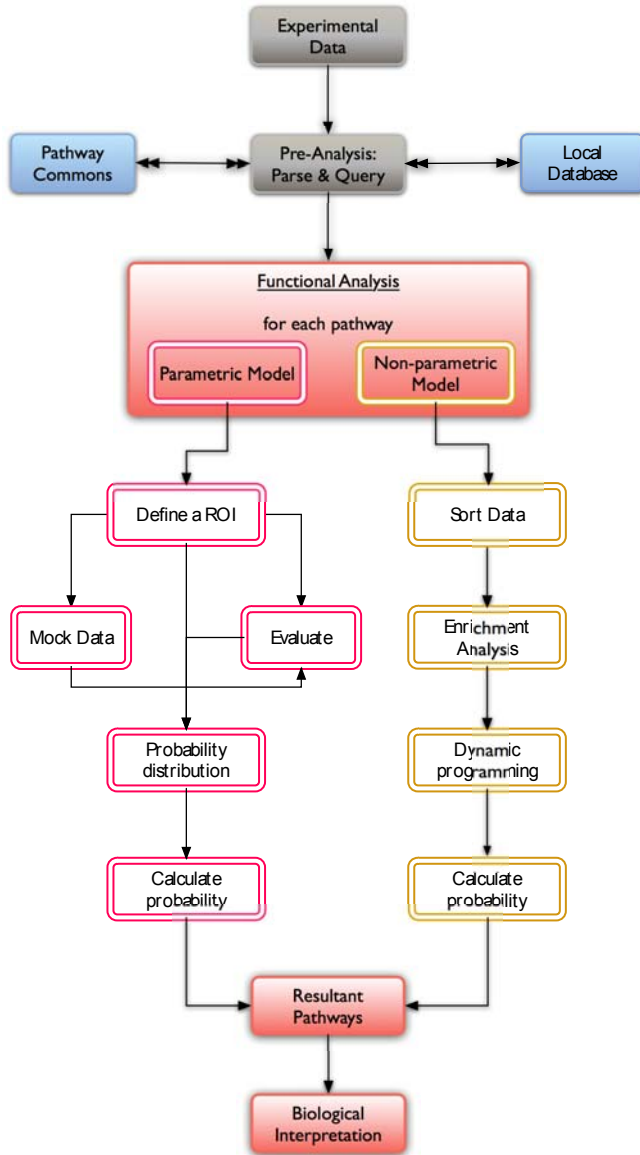 Experimental
Data
Pathway
Commons
Pre-Analysis:
Parse & Query
Local
Database
Functional Analysis
for each pathway
Parametric Model
Non-parametric
Model
Define a ROI
Sort Data
Mock Data
Evaluate
Enrichment
Analysis
Probability
distribution
Dynamic
programming
Calculate
probability
Calculate
probability
Resultant
Pathways
Biological
Interpretation